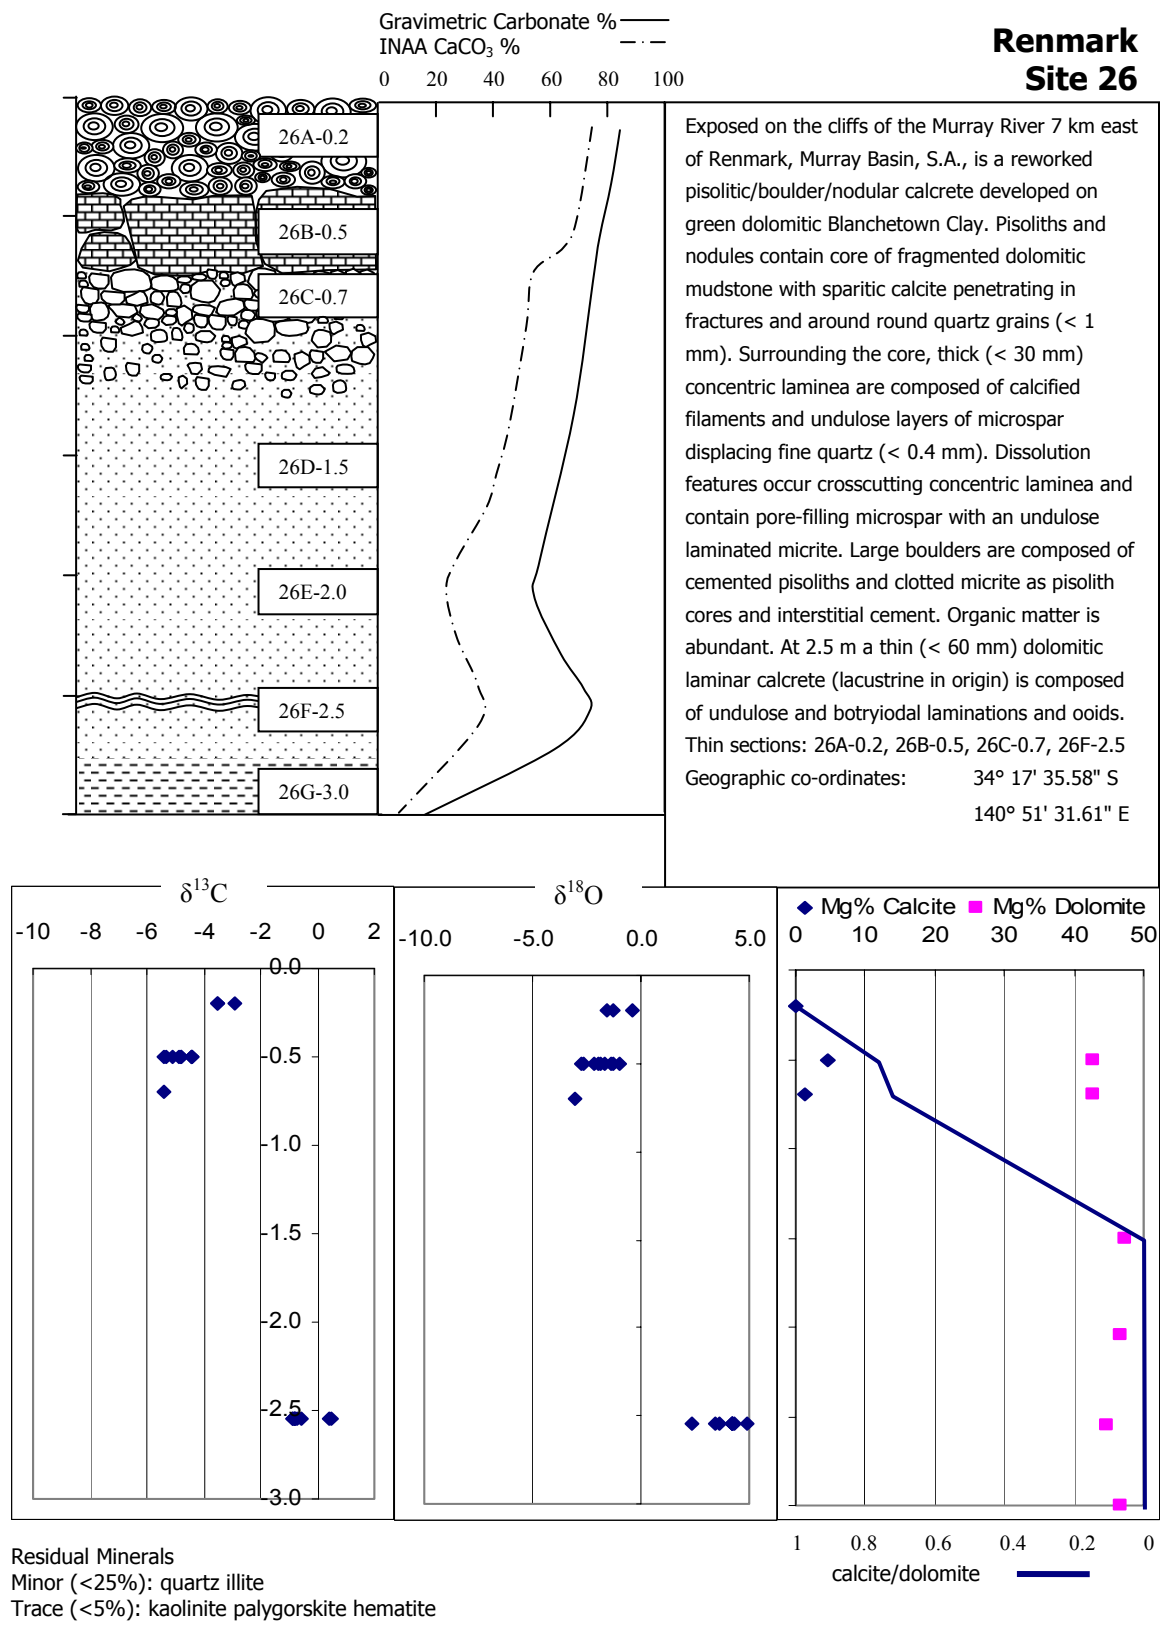 Gravimetric Carbonate %
INAA CaCO₃ %
0 20 40 60 80 100
Renmark
Site 26
26A-0.2
26B-0.5
26C-0.7
26D-1.5
26E-2.0
26F-2.5
26G-3.0
Exposed on the cliffs of the Murray River 7 km east
of Renmark, Murray Basin, S.A., is a reworked
pisolitic/boulder/nodular calcrete developed on
green dolomitic Blanchetown Clay. Pisoliths and
nodules contain core of fragmented dolomitic
mudstone with sparitic calcite penetrating in
fractures and around round quartz grains (< 1
mm). Surrounding the core, thick (< 30 mm)
concentric laminea are composed of calcified
filaments and undulose layers of microspar
displacing fine quartz (< 0.4 mm). Dissolution
features occur crosscutting concentric laminea and
contain pore-filling microspar with an undulose
laminated micrite. Large boulders are composed of
cemented pisoliths and clotted micrite as pisolith
cores and interstitial cement. Organic matter is
abundant. At 2.5 m a thin (< 60 mm) dolomitic
laminar calcrete (lacustrine in origin) is composed
of undulose and botryiodal laminations and ooids.
Thin sections: 26A-0.2, 26B-0.5, 26C-0.7, 26F-2.5
Geographic co-ordinates: 34° 17' 35.58" S
140° 51' 31.61" E
δ¹³C
-10 -8 -6 -4 -2 0 2
0.0
-0.5
-1.0
-1.5
-2.0
-2.5
-3.0
δ¹⁸O
-10.0 -5.0 0.0 5.0
Mg% Calcite Mg% Dolomite
0 10 20 30 40 50
1 0.8 0.6 0.4 0.2 0
calcite/dolomite
Residual Minerals
Minor (<25%): quartz illite
Trace (<5%): kaolinite palygorskite hematite